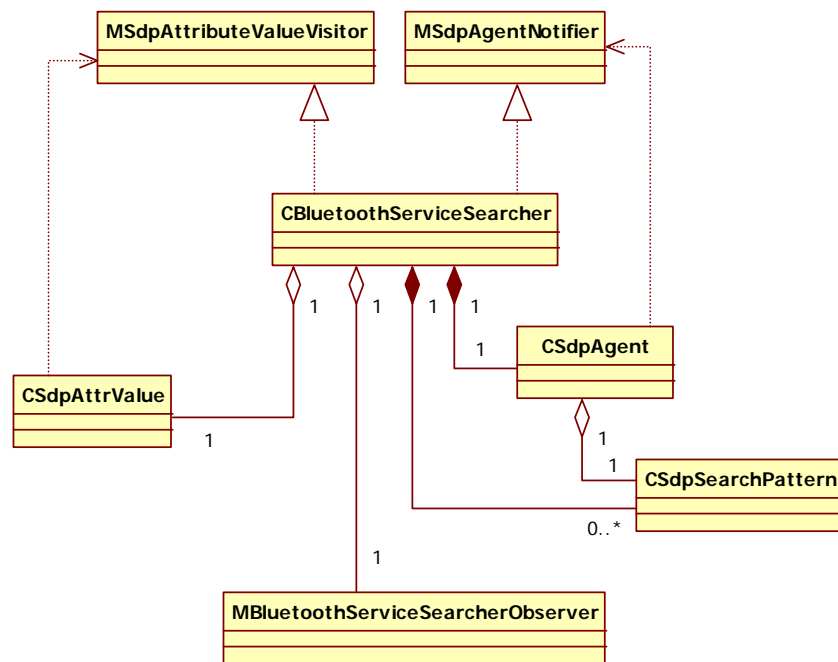 MSdpAttributeValueVisitor
MSdpAgentNotifier
CBluetoothServiceSearcher
1
1
1
1
CSdpAgent
1
CSdpAttrValue
1
1
1
CSdpSearchPattern
0..*
1
MBluetoothServiceSearcherObserver